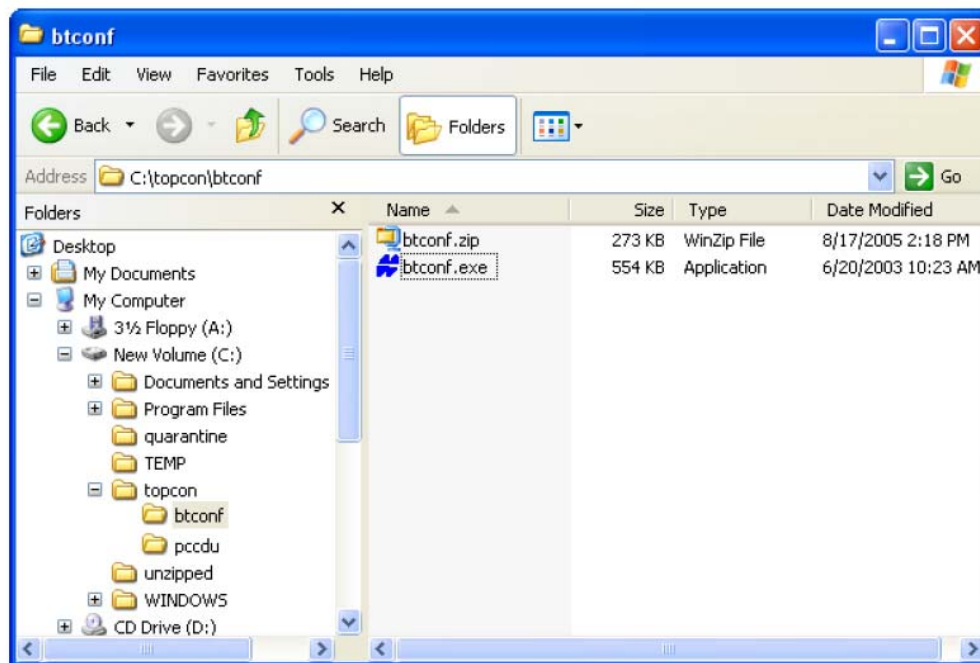 btconf
File Edit View Favorites Tools Help
Back Search Folders
Address C:\topcon\btconf Go
Folders
Name Size Type Date Modified
btconf.zip 273 KB WinZip File 8/17/2005 2:18 PM
btconf.exe 554 KB Application 6/20/2003 10:23 AM
Desktop
My Documents
My Computer
3½ Floppy (A:)
New Volume (C:)
Documents and Settings
Program Files
quarantine
TEMP
topcon
btconf
pccdu
unzipped
WINDOWS
CD Drive (D:)